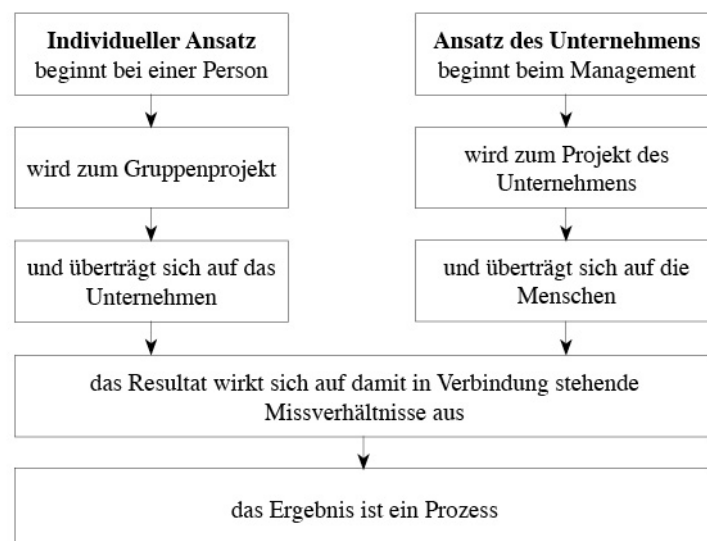 Individueller Ansatz
beginnt bei einer Person
Ansatz des Unternehmens
beginnt beim Management
wird zum Gruppenprojekt
wird zum Projekt des
Unternehmens
und überträgt sich auf das
Unternehmen
und überträgt sich auf die
Menschen
das Resultat wirkt sich auf damit in Verbindung stehende
Missverhältnisse aus
das Ergebnis ist ein Prozess